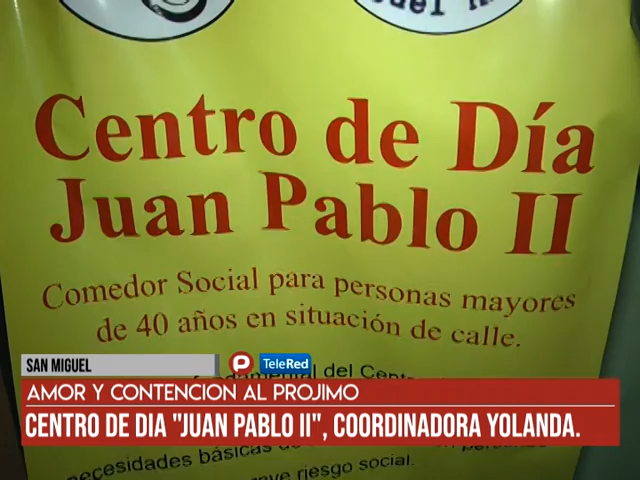 Centro de Día
Juan Pablo II
Comedor Social para personas mayores
de 40 años en situación de calle.
SAN MIGUEL
P TeleRed
del
AMOR Y CONTENCION AL PROJIMO
CENTRO DE DIA "JUAN PABLO II", COORDINADORA YOLANDA.
necesidades básicas
riesgo social.